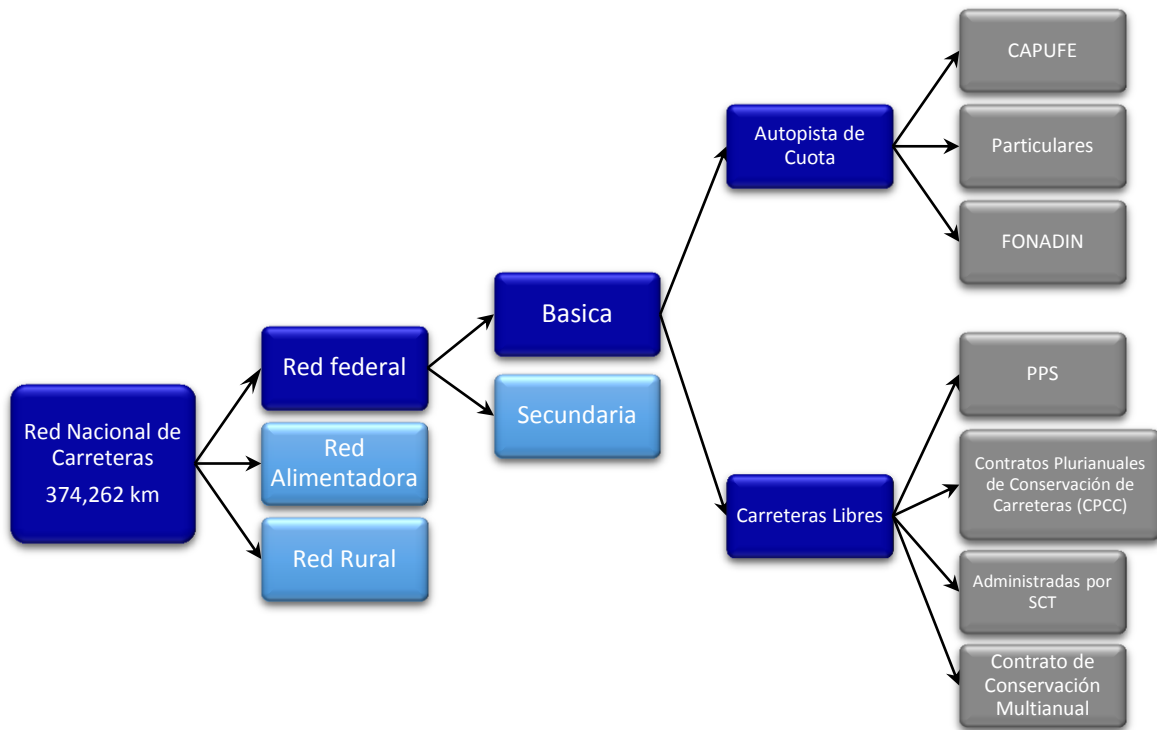 Red Nacional de
Carreteras
374,262 km
Red federal
Red
Alimentadora
Red Rural
Basica
Secundaria
Autopista de
Cuota
Carreteras Libres
CAPUFE
Particulares
FONADIN
PPS
Contratos Plurianuales
de Conservación de
Carreteras (CPCC)
Administradas por
SCT
Contrato de
Conservación
Multianual